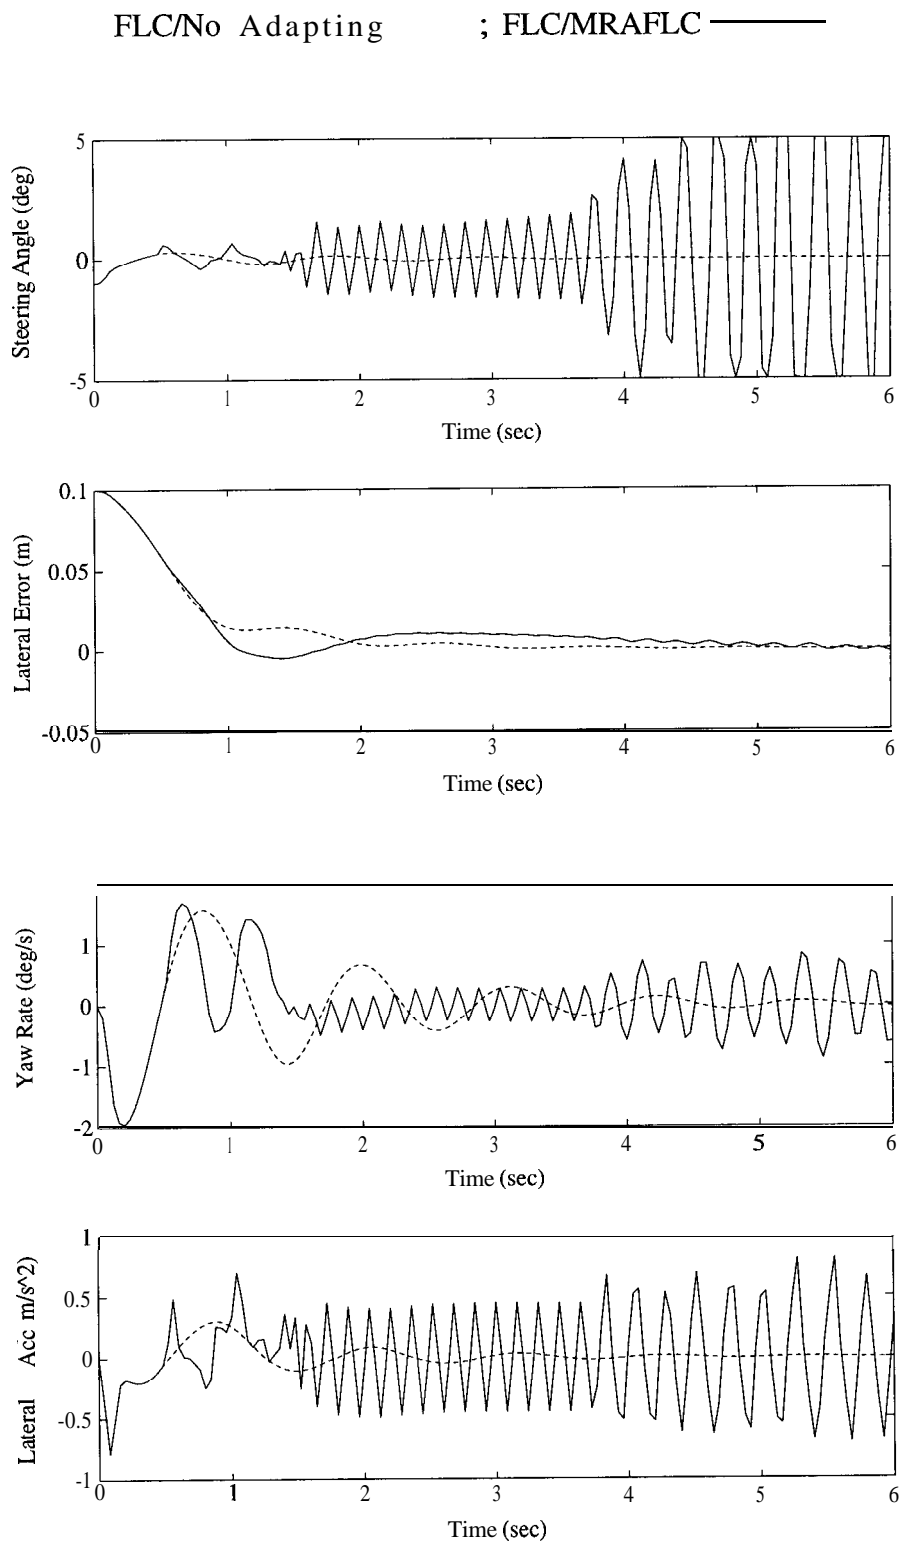 FLC/No Adapting ; FLC/MRAFLC
5
0
-5
Steering Angle (deg)
0 1 2 3 4 5 6
Time (sec)
0.1
0.05
0
-0.05
Lateral Error (m)
0 1 2 3 4 5 6
Time (sec)
1
0
-1
-2
Yaw Rate (deg/s)
0 1 2 3 4 5 6
Time (sec)
1
0.5
0
-0.5
-1
Lateral Acc m/s^2)
0 1 2 3 4 5 6
Time (sec)